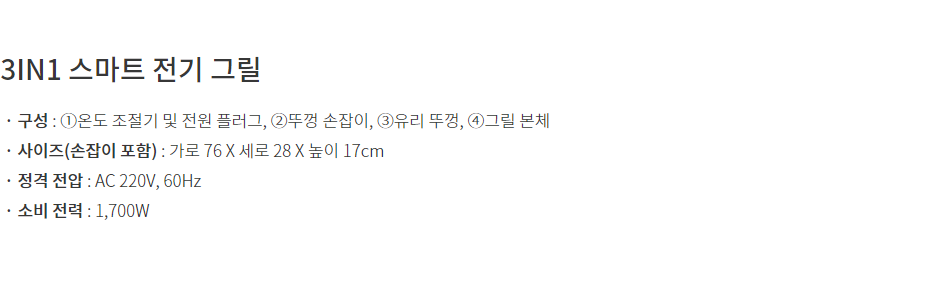 3IN1 스마트 전기 그릴
· 구성 : ①온도 조절기 및 전원 플러그, ②뚜껑 손잡이, ③유리 뚜껑, ④그릴 본체
· 사이즈(손잡이 포함) : 가로 76 X 세로 28 X 높이 17cm
· 정격 전압 : AC 220V, 60Hz
· 소비 전력 : 1,700W